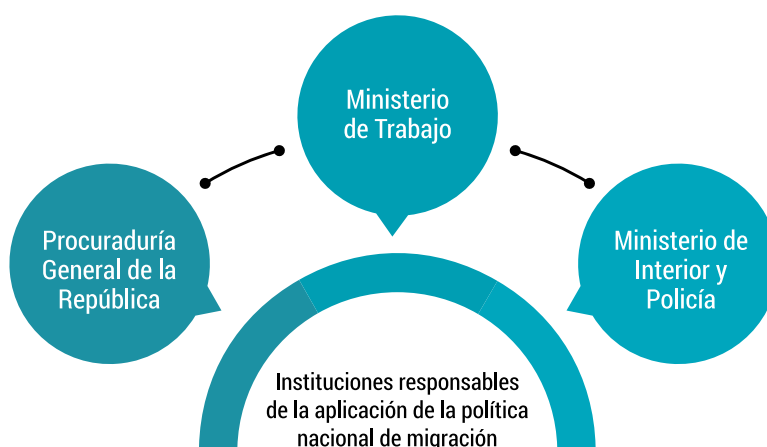 Ministerio
de Trabajo
Procuraduría
General de la
República
Ministerio de
Interior y
Policía
Instituciones responsables
de la aplicación de la política
nacional de migración